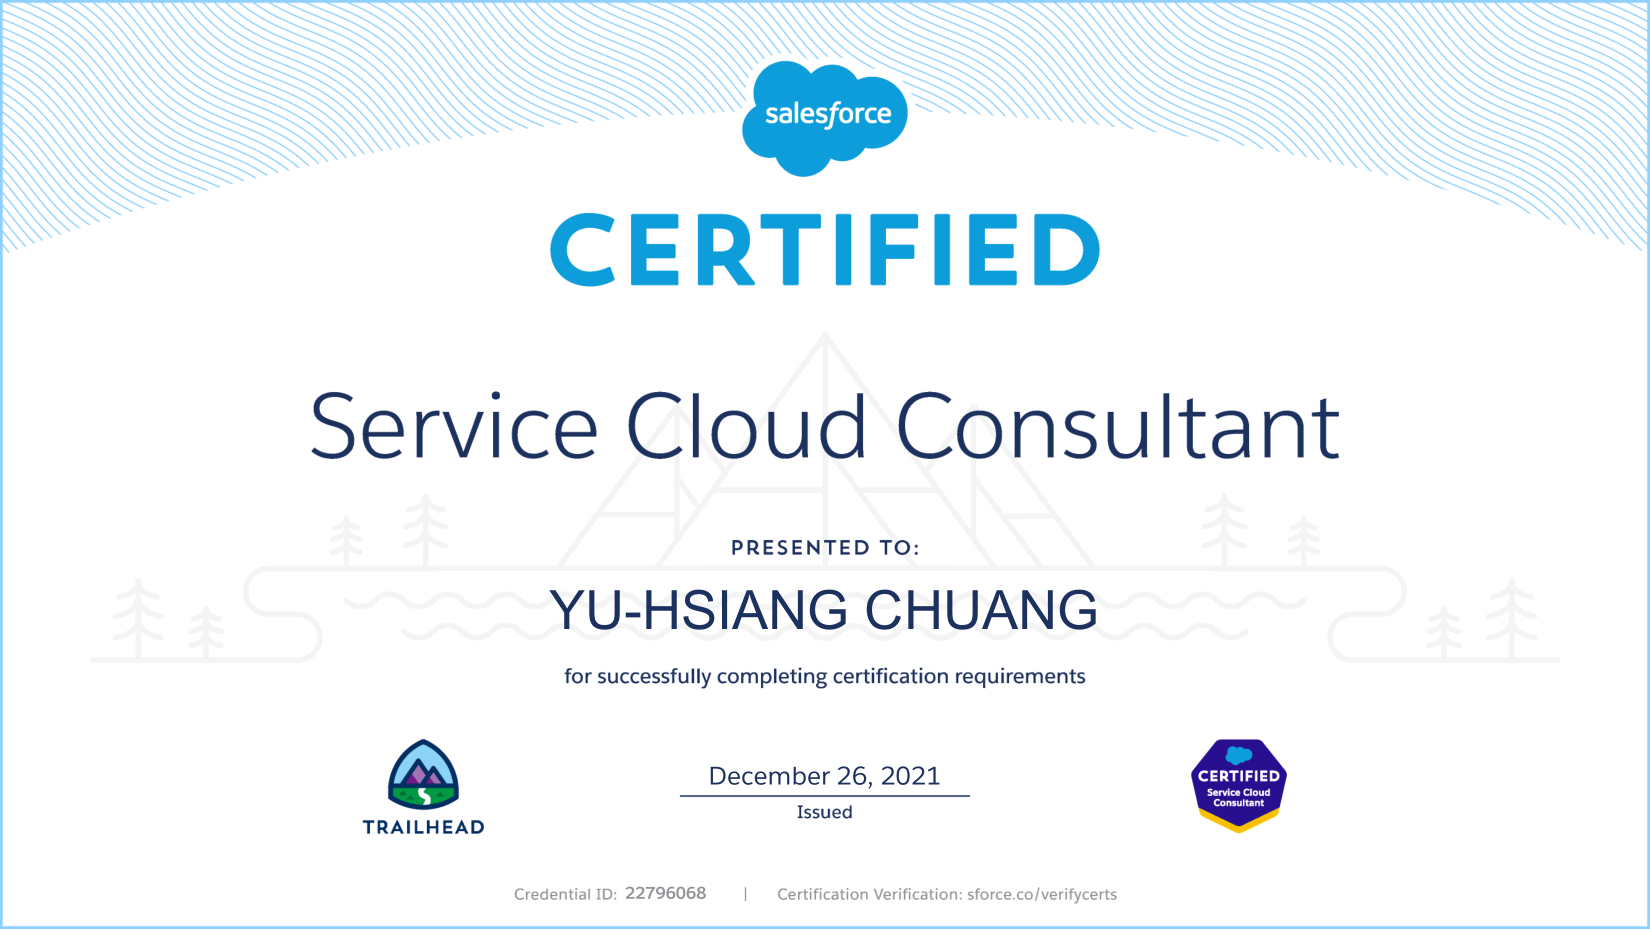 salesforce
CERTIFIED
Service Cloud Consultant
PRESENTED TO:
YU-HSIANG CHUANG
for successfully completing certification requirements
TRAILHEAD
December 26, 2021
Issued
CERTIFIED
Service Cloud
Consultant
Credential ID: 22796068 | Certification Verification: sforce.co/verifycerts